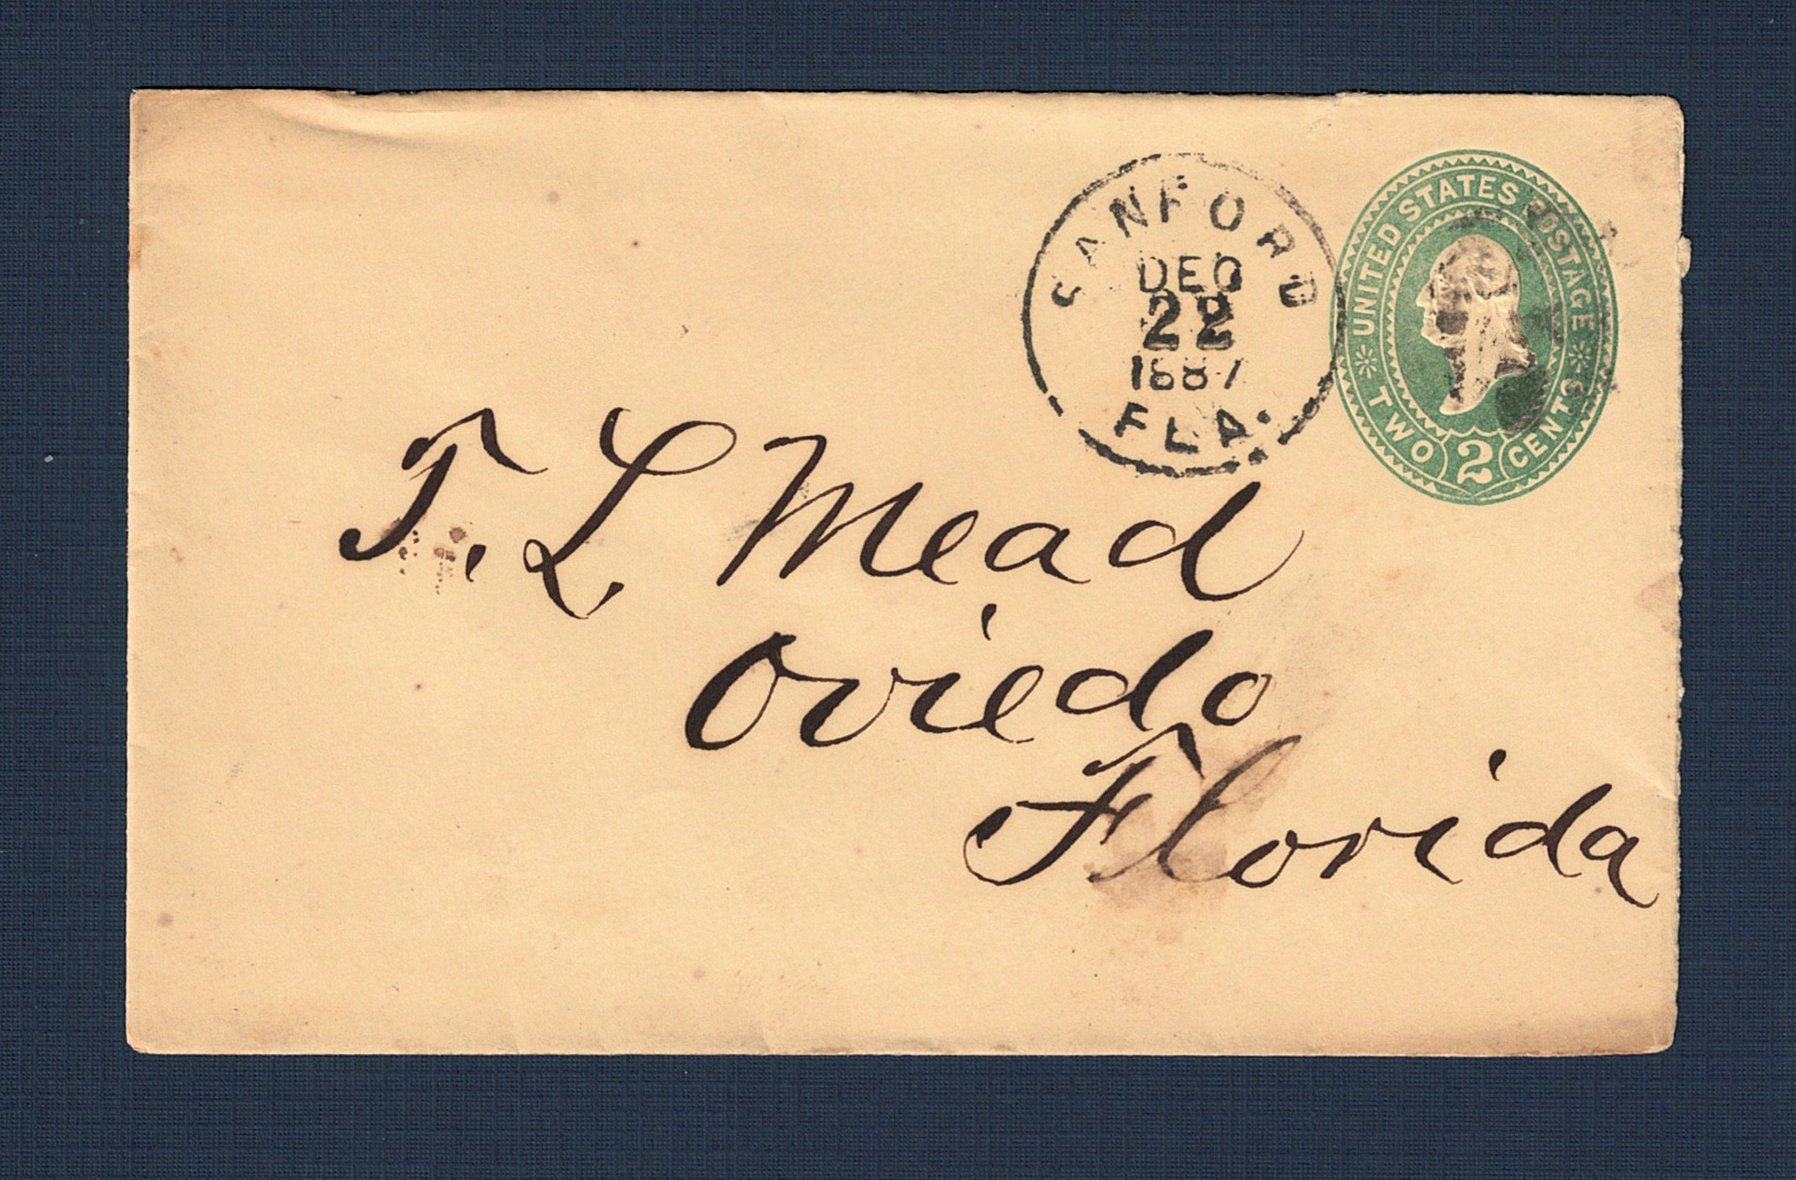 SANFORD
DEC
22
1887
FLA.
UNITED STATES POSTAGE
TWO 2 CENTS
T. L Mead
Oviedo
Florida